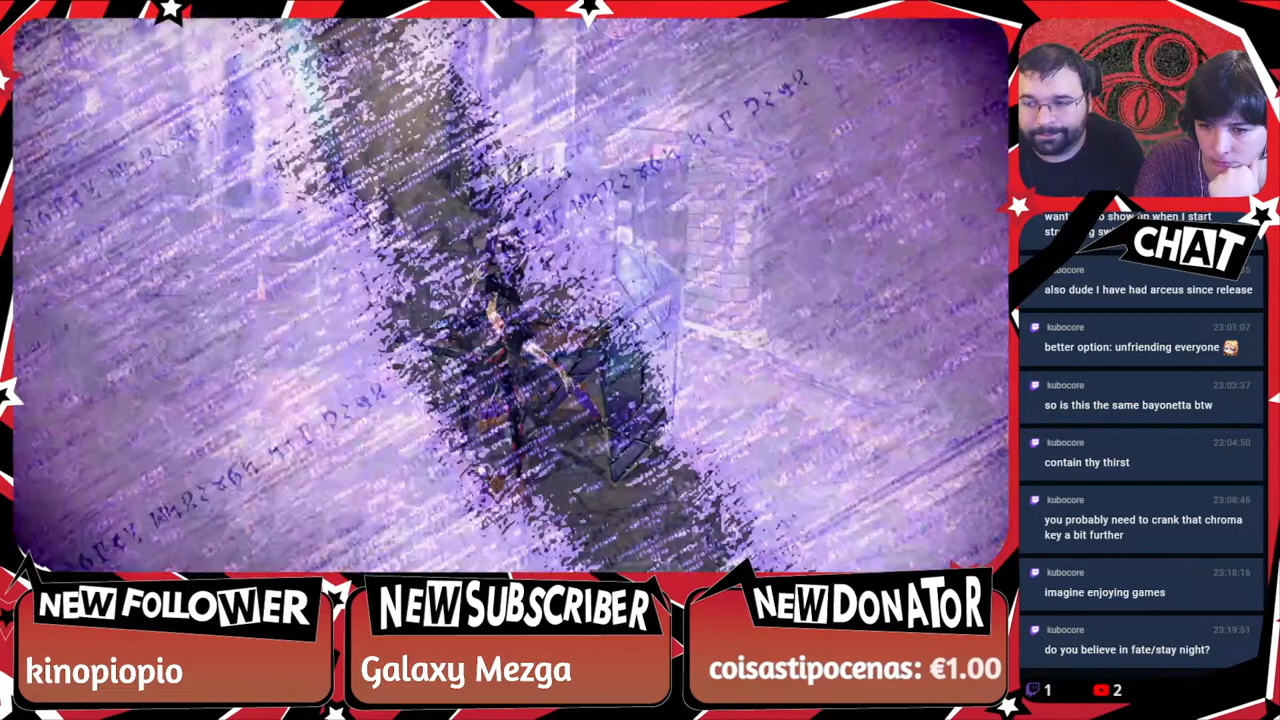 CHAT
also dude I have had arceus since release
kubocore 23:01:07
better option: unfriending everyone
kubocore 23:03:37
so is this the same bayonetta btw
kubocore 23:04:50
contain thy thirst
kubocore 23:08:46
you probably need to crank that chroma
key a bit further
kubocore 23:18:16
imagine enjoying games
kubocore 23:19:51
do you believe in fate/stay night?
1 2
NEW FOLLOWER
kinopiopio
NEW SUBSCRIBER
Galaxy Mezga
NEW DONATOR
coisastipocenas: €1.00